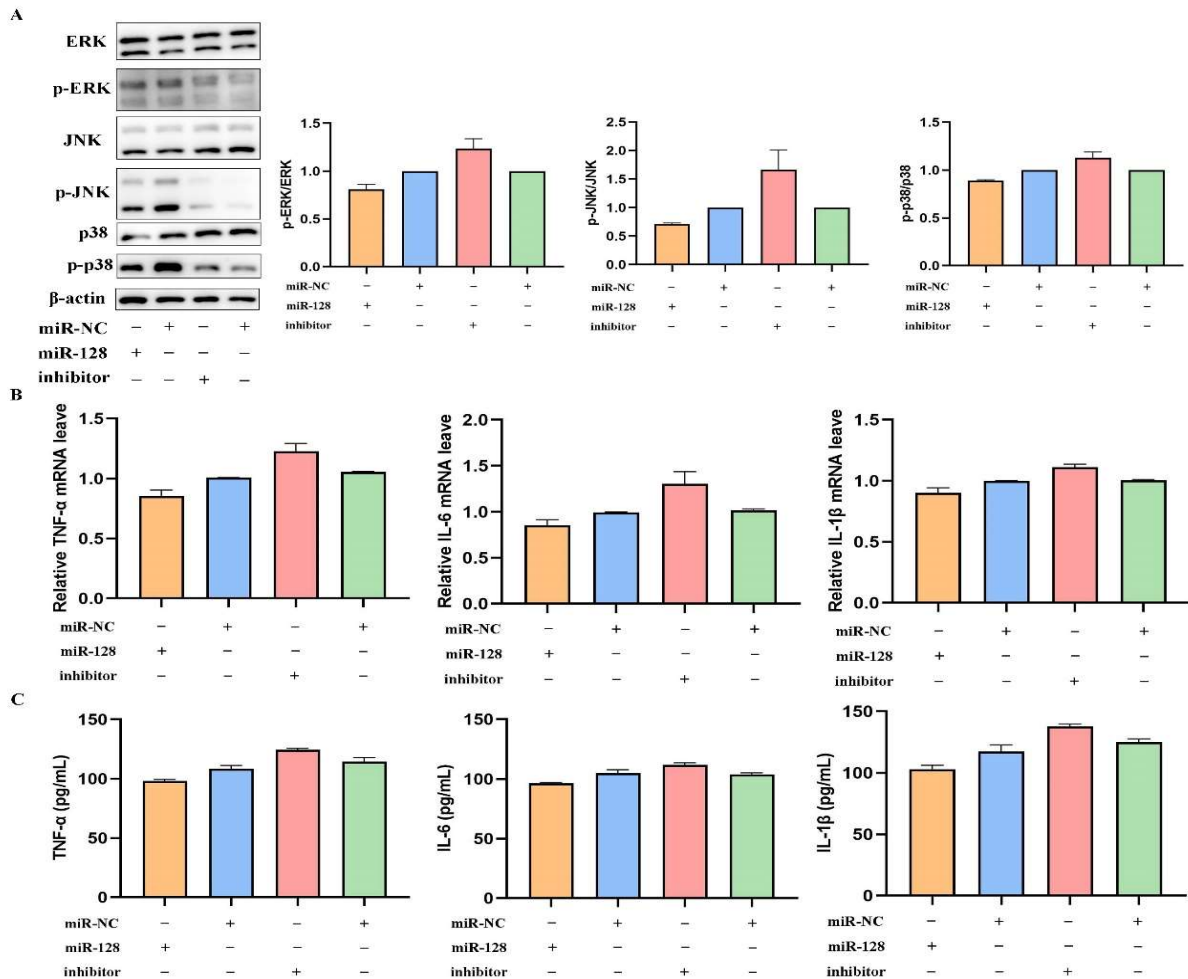 A
ERK
p-ERK
JNK
p-JNK
p38
p-p38
β-actin
miR-NC – + – +
miR-128 + – – –
inhibitor – – + –
p-ERK/ERK
1.5
1.0
0.5
0.0
miR-NC – + – +
miR-128 + – – –
inhibitor – – + –
p-JNK/JNK
2.5
2.0
1.5
1.0
0.5
0.0
miR-NC – + – +
miR-128 + – – –
inhibitor – – + –
p-p38/p38
1.5
1.0
0.5
0.0
miR-NC – + – +
miR-128 + – – –
inhibitor – – + –
B
Relative TNF-α mRNA leave
1.5
1.0
0.5
0.0
miR-NC – + – +
miR-128 + – – –
inhibitor – – + –
Relative IL-6 mRNA leave
2.0
1.5
1.0
0.5
0.0
miR-NC – + – +
miR-128 + – – –
inhibitor – – + –
Relative IL-1β mRNA leave
1.5
1.0
0.5
0.0
miR-NC – + – +
miR-128 + – – –
inhibitor – – + –
C
TNF-α (pg/mL)
150
100
50
0
miR-NC – + – +
miR-128 + – – –
inhibitor – – + –
IL-6 (pg/mL)
150
100
50
0
miR-NC – + – +
miR-128 + – – –
inhibitor – – + –
IL-1β (pg/mL)
150
100
50
0
miR-NC – + – +
miR-128 + – – –
inhibitor – – + –